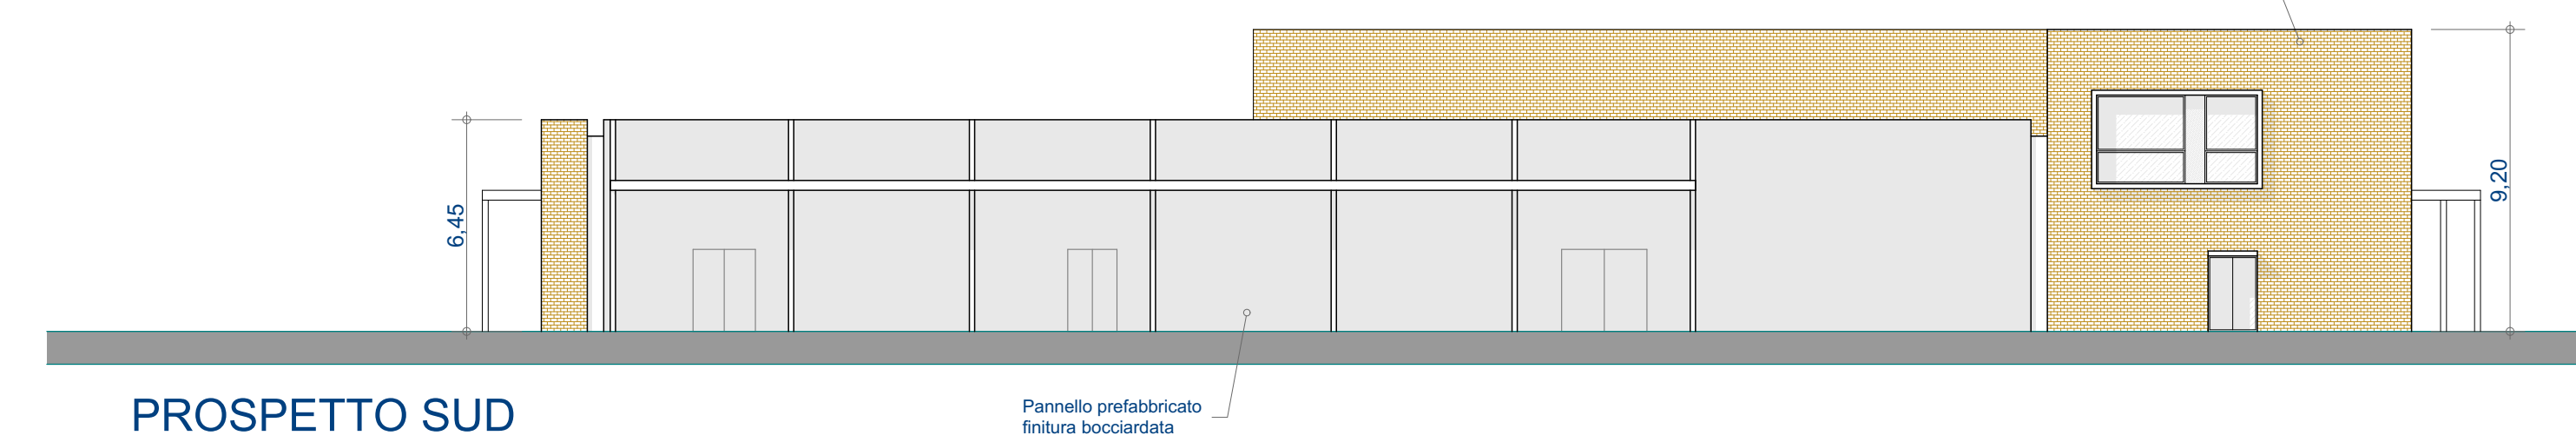 6,45
9,20
PROSPETTO SUD
Pannello prefabbricato
finitura bocciardata